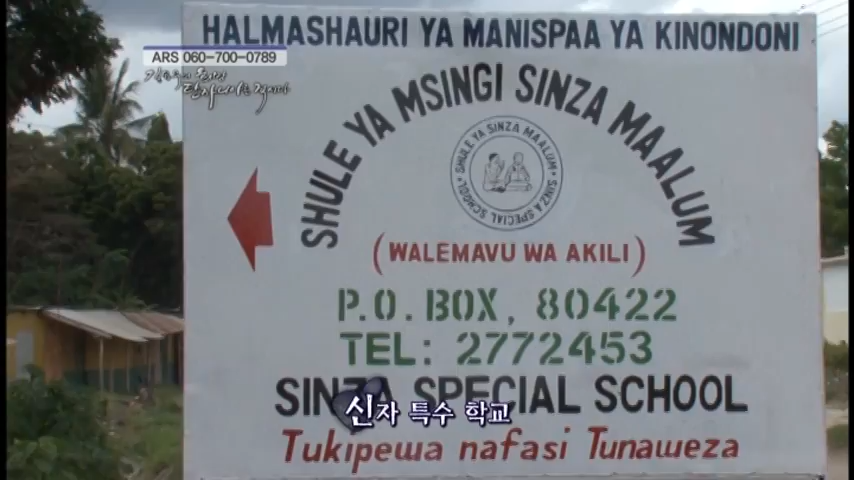 HALMASHAURI YA MANISPAA YA KINONDONI
ARS 060-700-0789
SHULE YA MSINGI SINZA MAALUM
SHULE YA SINZA MAALUM
SINZA SPECIAL SCHOOL
(WALEMAVU WA AKILI)
P.O. BOX, 80422
TEL: 2772453
SINZA SPECIAL SCHOOL
신자 특수 학교
Tukipewa nafasi Tunaweza